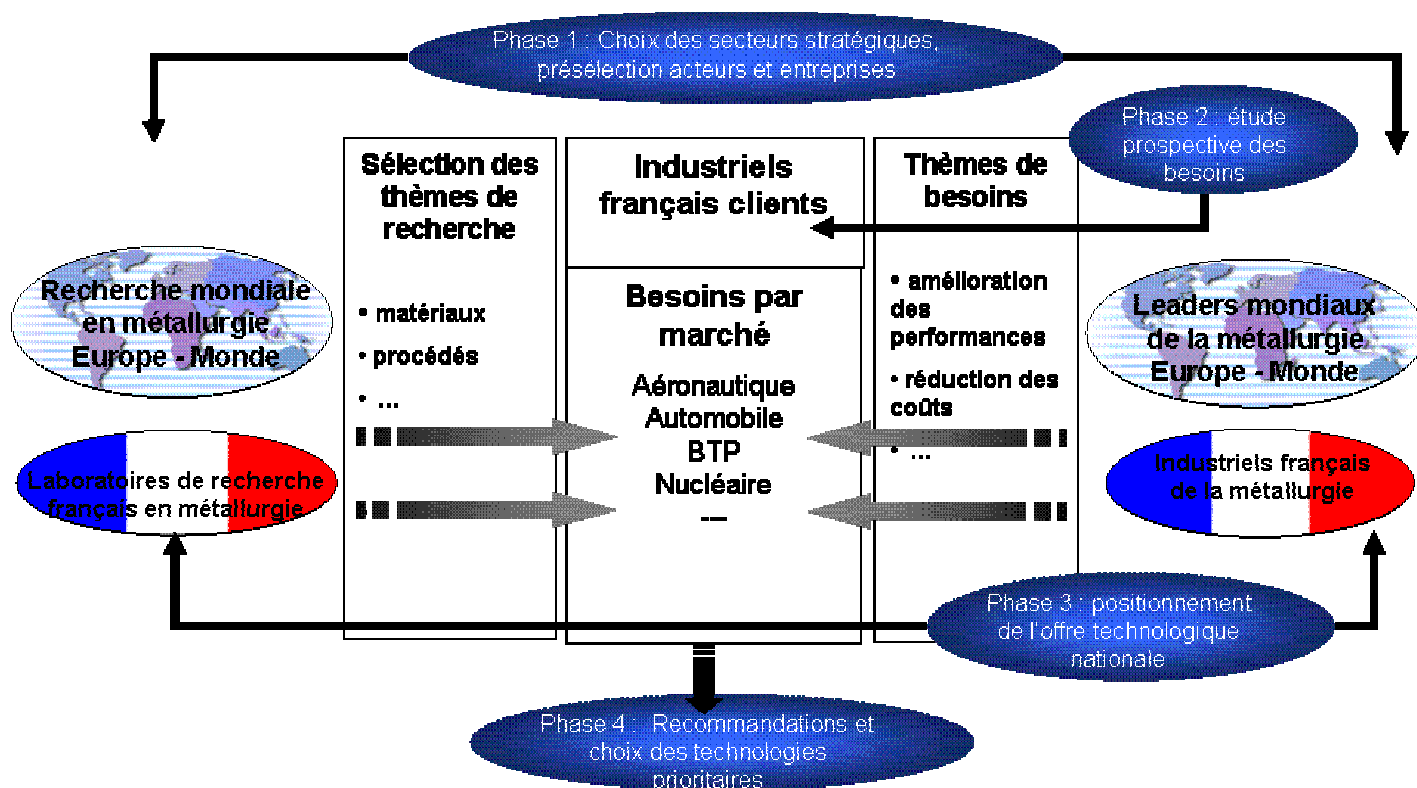 Phase 1 : Choix des secteurs stratégiques,
présélection acteurs et entreprises
Phase 2 : étude
prospective des
besoins
Sélection des
thèmes de
recherche
• matériaux
• procédés
• ...
Industriels
français clients
Besoins par
marché
Aéronautique
Automobile
BTP
Nucléaire
...
Thèmes de
besoins
• amélioration
des
performances
• réduction des
coûts
• ...
Recherche mondiale
en métallurgie
Europe - Monde
Laboratoires de recherche
français en métallurgie
Leaders mondiaux
de la métallurgie
Europe - Monde
Industriels français
de la métallurgie
Phase 3 : positionnement
de l'offre technologique
nationale
Phase 4 : Recommandations et
choix des technologies
prioritaires